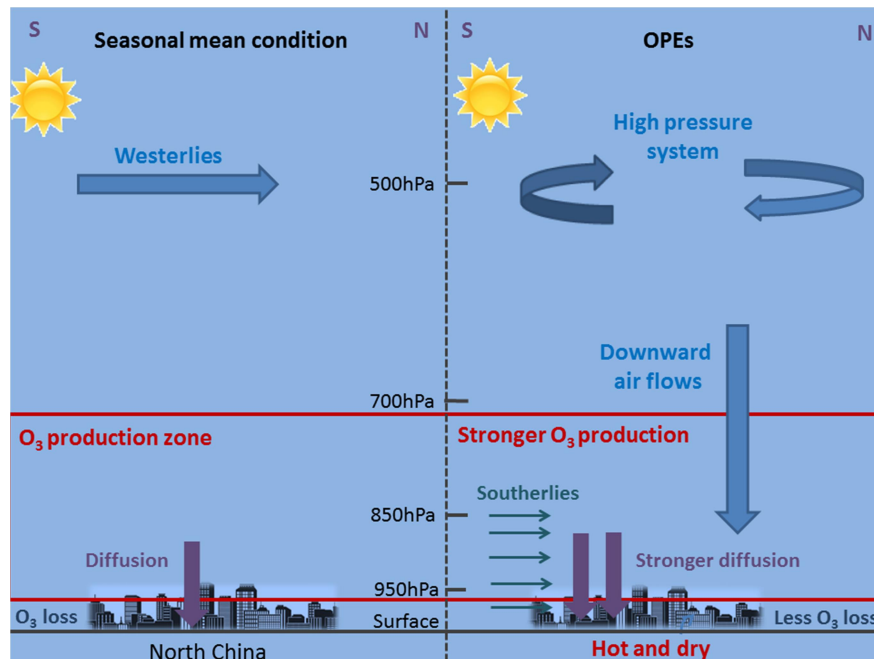 S
Seasonal mean condition
N
Westerlies
O₃ production zone
Diffusion
O₃ loss
North China
500hPa
700hPa
850hPa
950hPa
Surface
S
OPEs
N
High pressure
system
Downward
air flows
Stronger O₃ production
Southerlies
Stronger diffusion
Less O₃ loss
Hot and dry